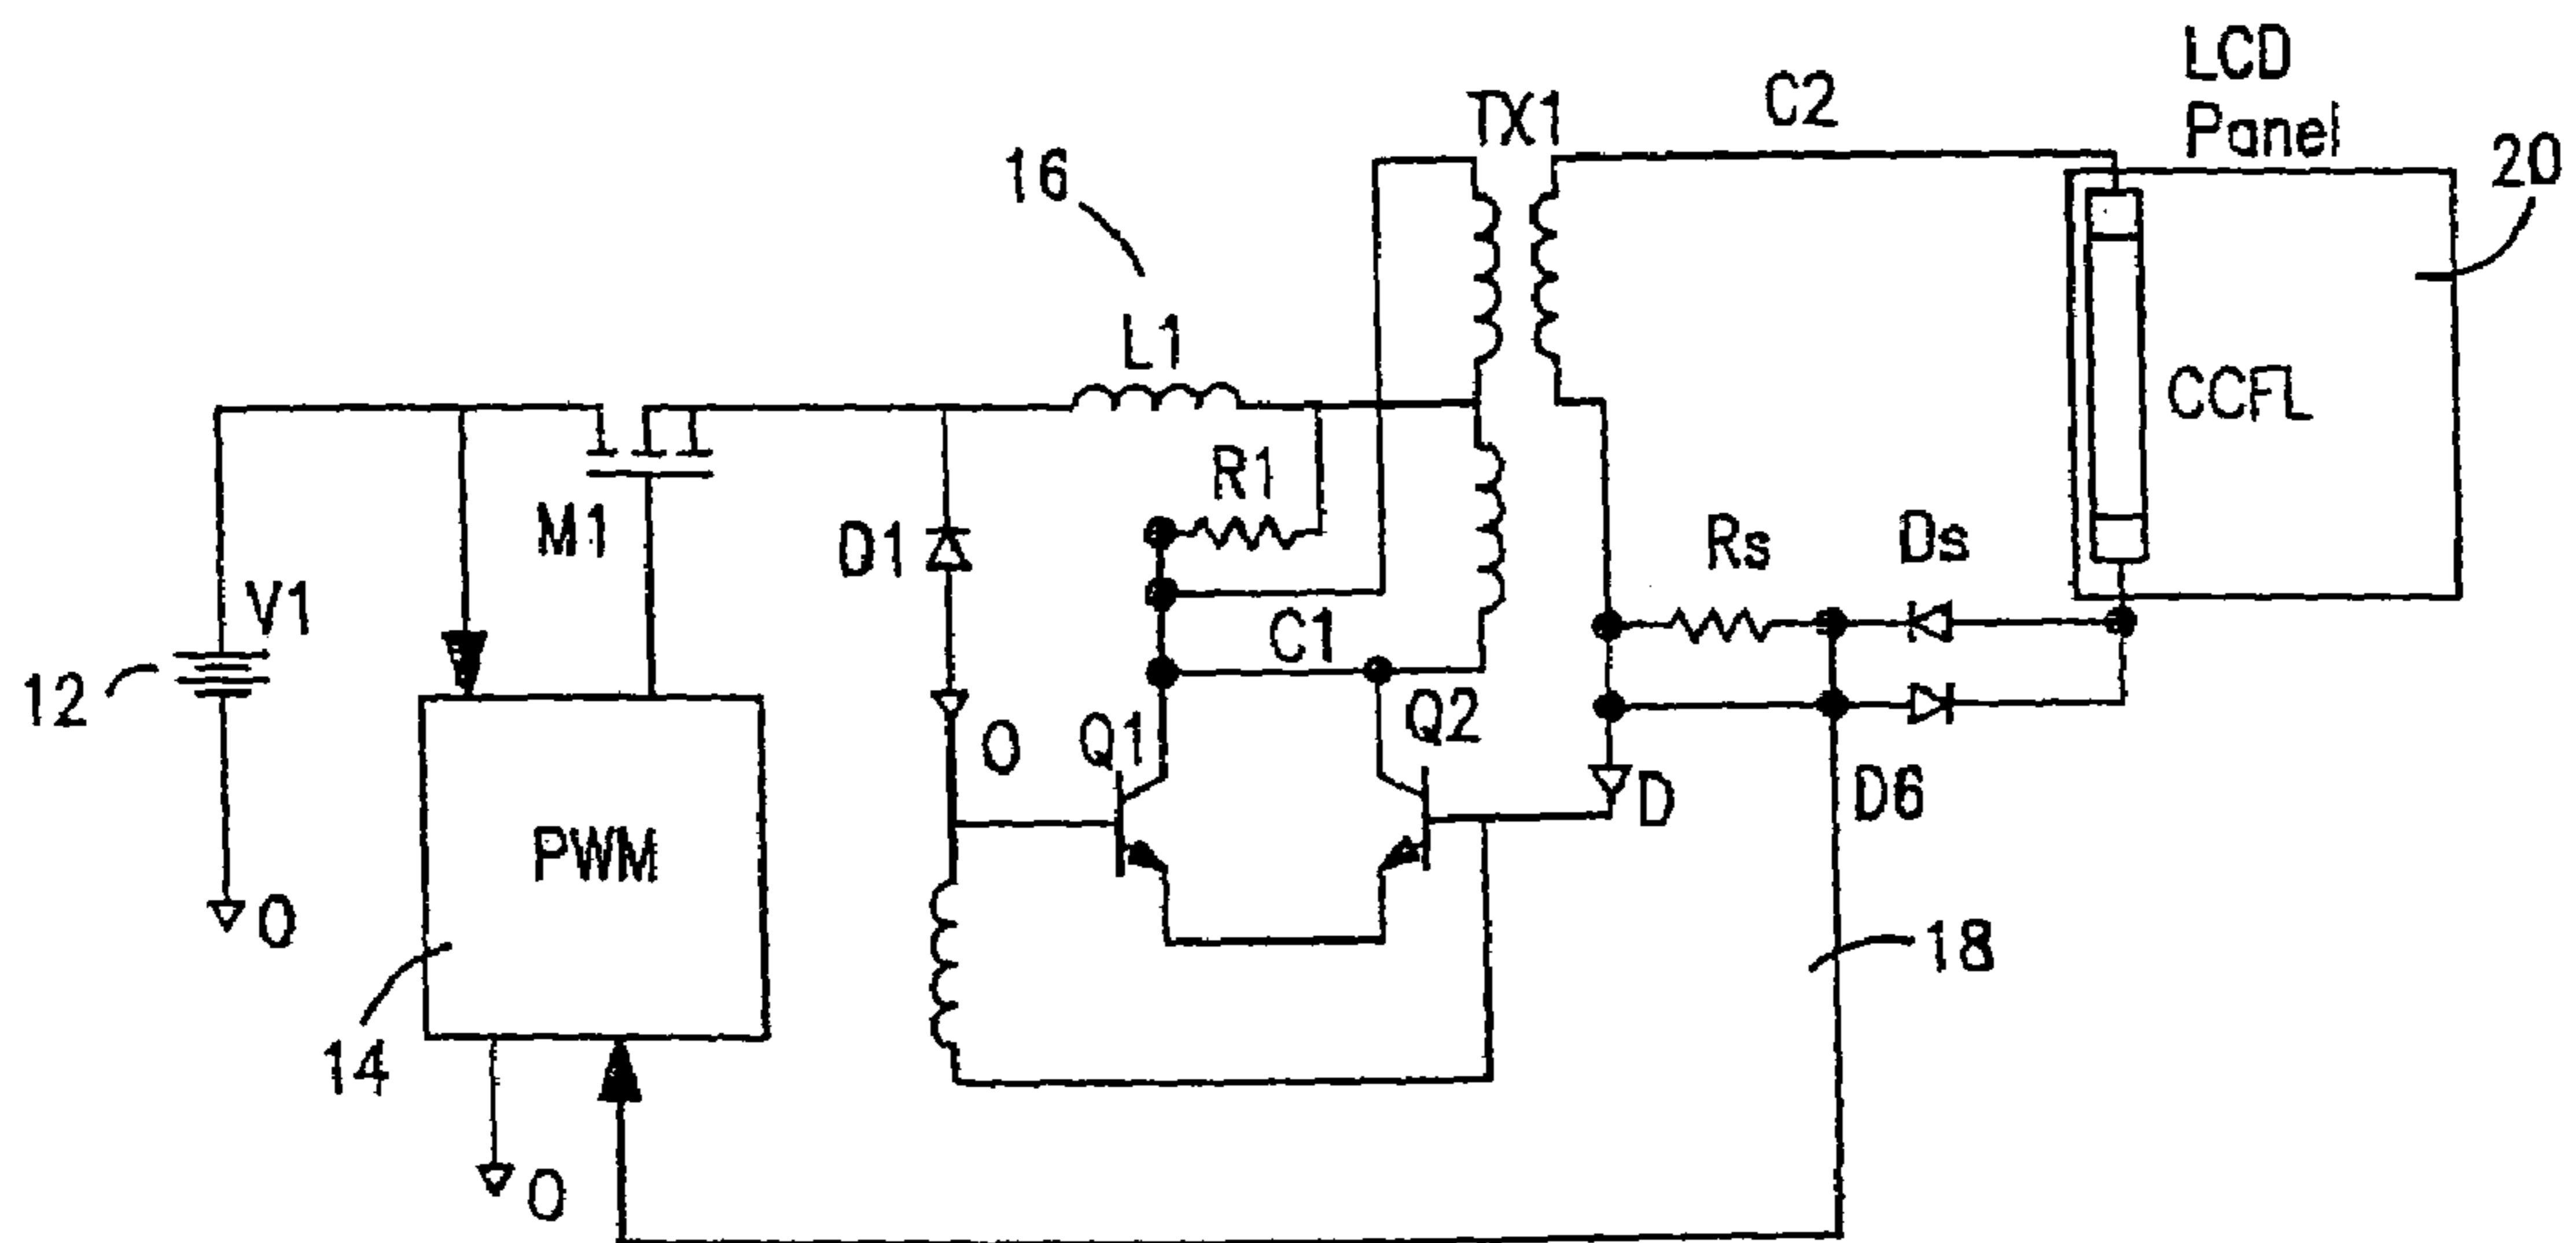 LCD
Panel
TX1
C2
16
20
L1
CCFL
R1
M1
D1
Rs
Ds
V1
C1
12
O
Q1
Q2
D
D6
PWM
O
18
14
O